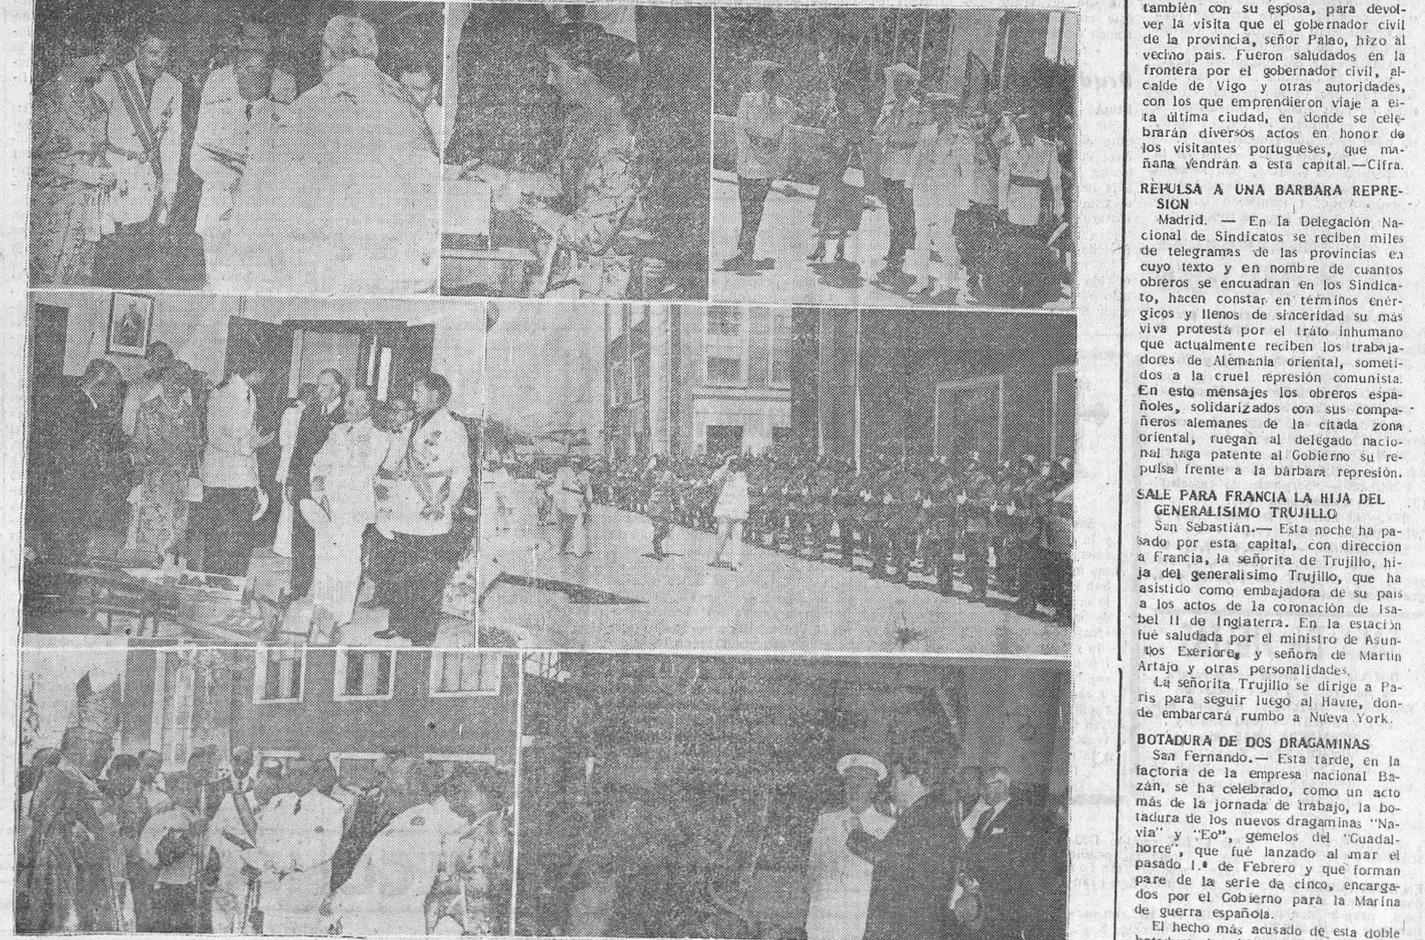 también con su esposa, para devol-
ver la visita que el gobernador civil
de la provincia, señor Palao, hizo al
vecino pais. Fueron saludados en la
frontera por el gobernador civil, al-
calde de Vigo y otras autoridades,
con los que emprendieron viaje a es-
ta última ciudad, en donde se cele-
brarán diversos actos en honor de
los visitantes portugueses, que ma-
ñana vendrán a esta capital.—Cifra.
REPULSA A UNA BARBARA REPRE-
SION
Madrid. — En la Delegación Na-
cional de Sindicatos se reciben miles
de telegramas de las provincias en
cuyo texto y en nombre de cuantos
obreros se encuadran en los Sindica-
to, hacen constar en términos enér-
gicos y llenos de sinceridad su más
viva protesta por el trato inhumano
que actualmente reciben los trabaja-
dores de Alemania oriental, someti-
dos a la cruel represión comunista.
En esto mensajes los obreros espa-
ñoles, solidarizados con sus compa-
ñeros alemanes de la citada zona
oriental, ruegan al delegado nacio-
nal haga patente al Gobierno su re-
pulsa frente a la bárbara represión.
SALE PARA FRANCIA LA HIJA DEL
GENERALISIMO TRUJILLO
San Sebastián.— Esta noche ha pa-
sado por esta capital, con dirección
a Francia, la señorita de Trujillo, hi-
ja del generalisimo Trujillo, que ha
asistido como embajadora de su pais
a los actos de la coronación de Isa-
bel II de Inglaterra. En la estación
fué saludada por el ministro de Asun-
tos Exeriores y señora de Martín
Artajo y otras personalidades.
La señorita Trujillo se dirige a Pa-
ris para seguir luego al Havre, don-
de embarcará rumbo a Nueva York.
BOTADURA DE DOS DRAGAMINAS
San Fernando.— Esta tarde, en la
factoria de la empresa nacional Ba-
zán, se ha celebrado, como un acto
más de la jornada de trabajo, la bo-
tadura de los nuevos dragaminas "Na-
via" y "Eo", gemelos del "Guadal-
horce", que fué lanzado al mar el
pasado 1.º de Febrero y que forman
pare de la serie de cinco, encarga-
dos por el Gobierno para la Marina
de guerra española.
El hecho más acusado de esta doble